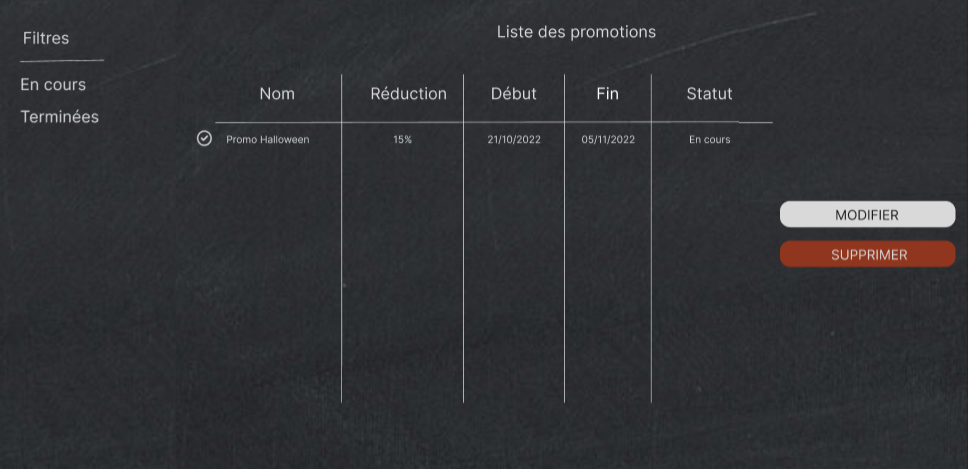 Liste des promotions
Filtres
En cours
Terminées
Nom Réduction Début Fin Statut
Promo Halloween 15% 21/10/2022 05/11/2022 En cours
MODIFIER
SUPPRIMER